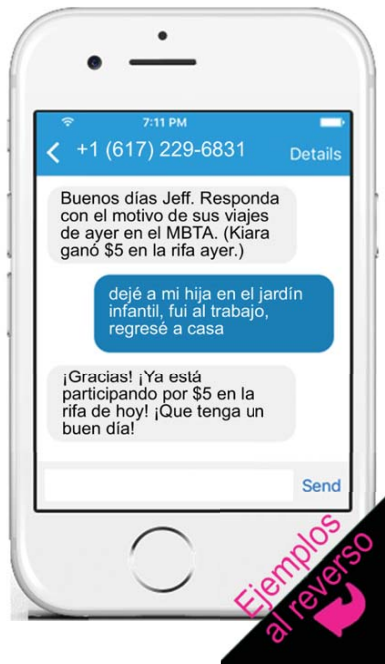 7:11 PM
+1 (617) 229-6831
Details
Buenos días Jeff. Responda
con el motivo de sus viajes
de ayer en el MBTA. (Kiara
ganó $5 en la rifa ayer.)
dejé a mi hija en el jardín
infantil, fui al trabajo,
regresé a casa
¡Gracias! ¡Ya está
participando por $5 en la
rifa de hoy! ¡Que tenga un
buen día!
Send
Ejemplos
al reverso